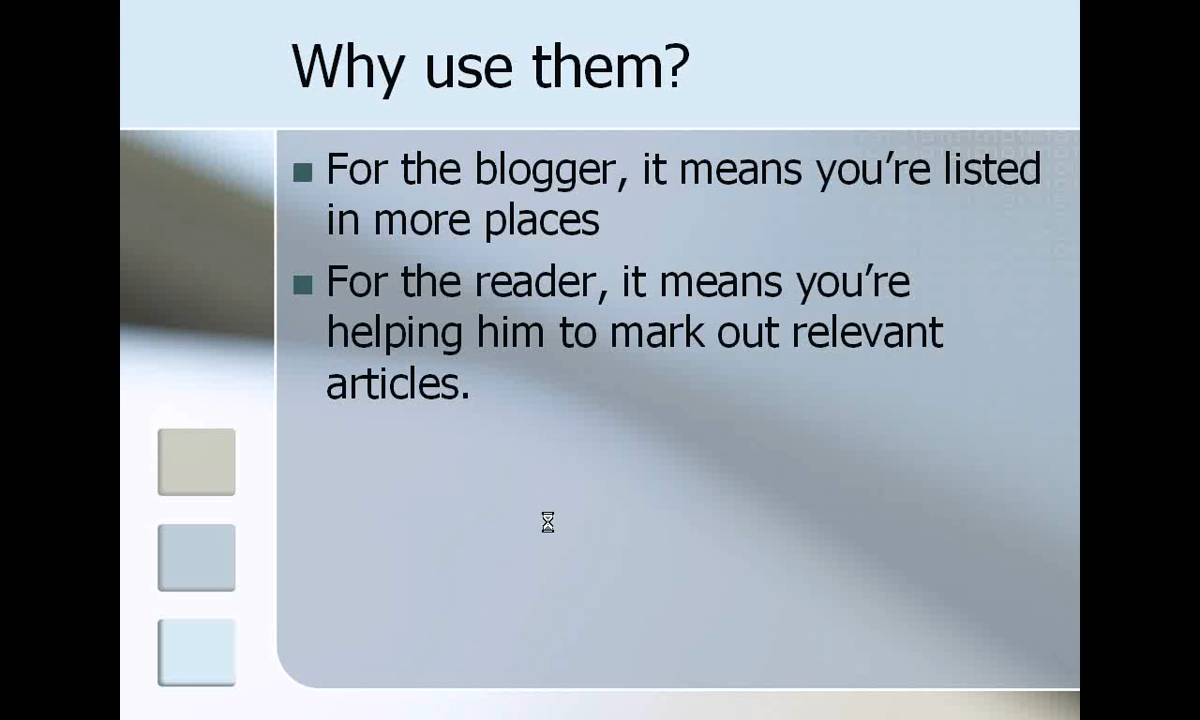 Why use them?
For the blogger, it means you’re listed
in more places
For the reader, it means you’re
helping him to mark out relevant
articles.